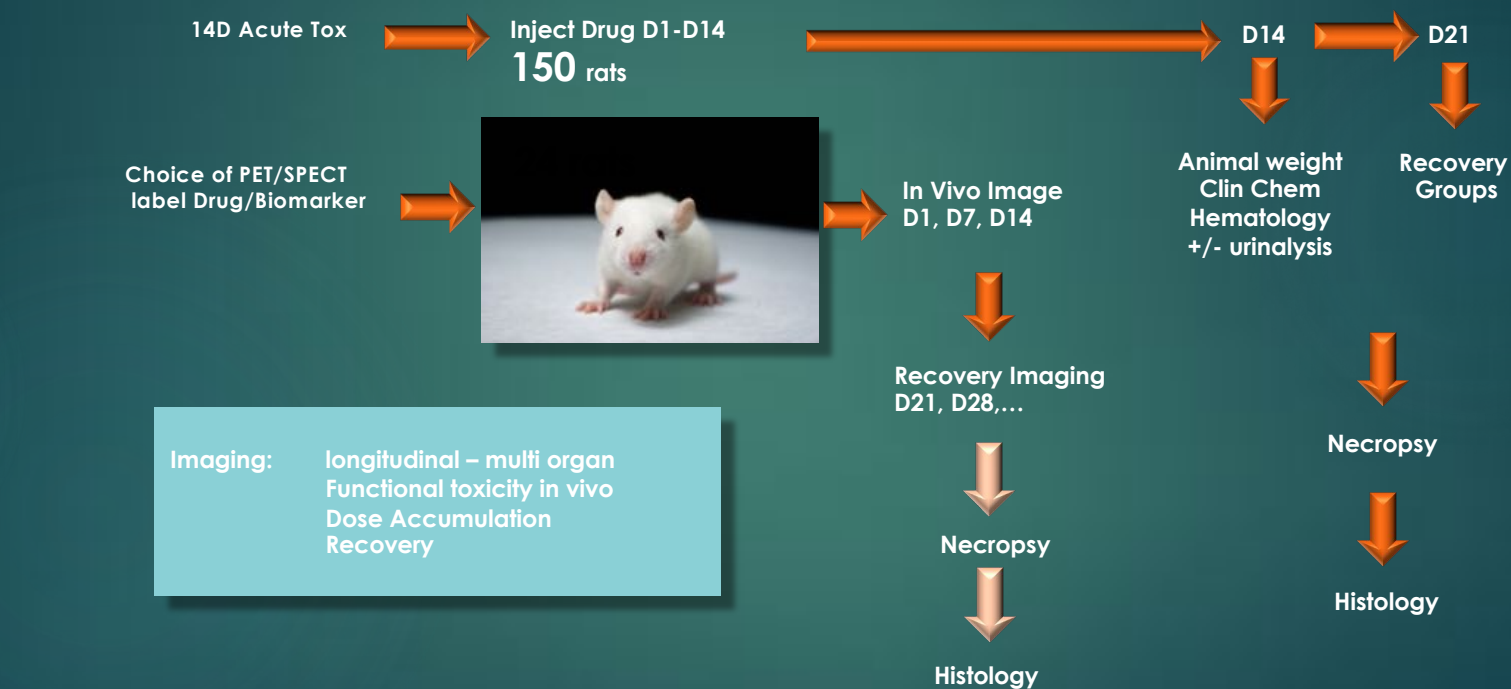 14D Acute Tox
Inject Drug D1-D14
150 rats
D14
D21
Choice of PET/SPECT
label Drug/Biomarker
In Vivo Image
D1, D7, D14
Animal weight
Clin Chem
Hematology
+/- urinalysis
Recovery
Groups
Recovery Imaging
D21, D28,...
Necropsy
Histology
Necropsy
Histology
Imaging: longitudinal – multi organ
Functional toxicity in vivo
Dose Accumulation
Recovery